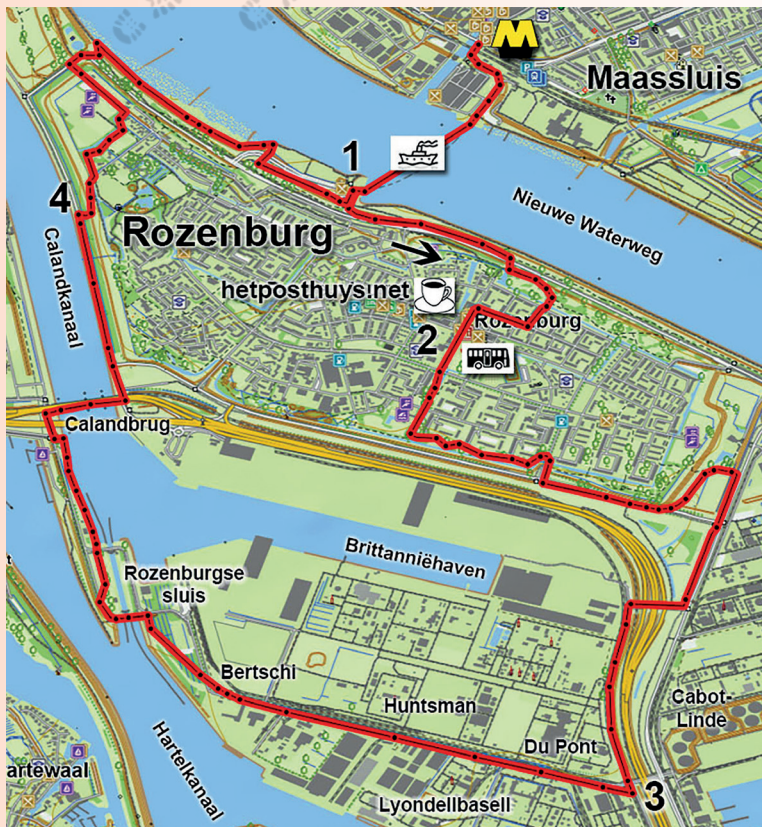 M
Maassluis
1
4
Nieuwe Waterweg
Rozenburg
Calandkanaal
hetposthuys!net
Rozenburg
2
Calandbrug
Brittanniëhaven
Rozenburgse
sluis
Bertschi
Huntsman
Cabot-
Linde
Du Pont
Hartelkanaal
artewaal
3
Lyondellbasell